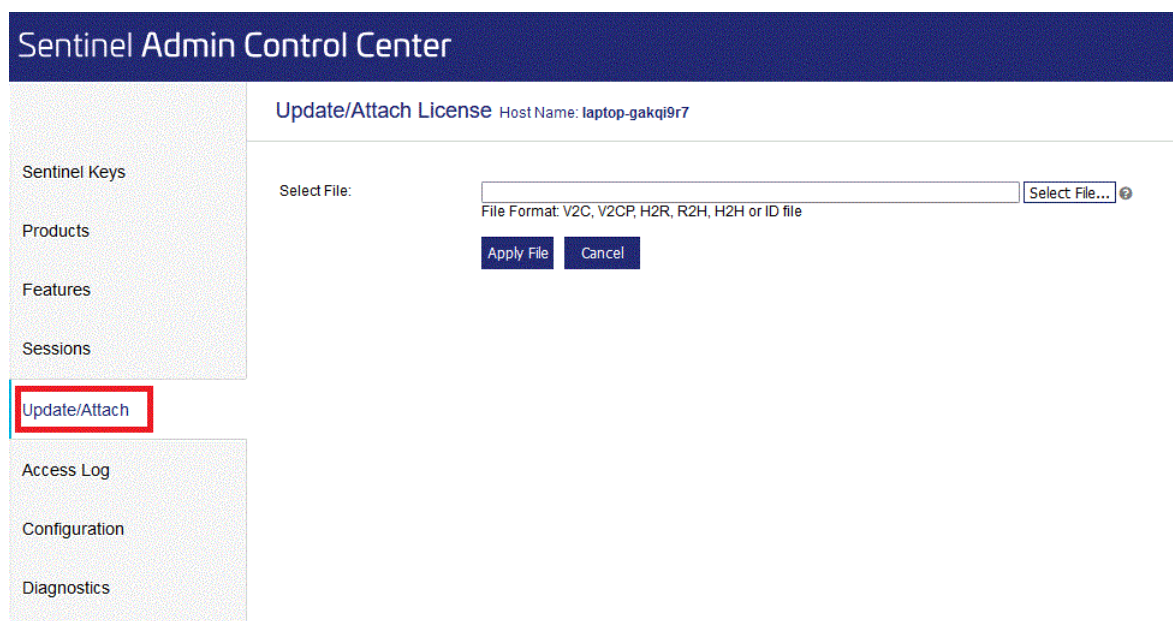 Sentinel Admin Control Center
Update/Attach License Host Name: laptop-gakqi9r7
Sentinel Keys
Products
Features
Sessions
Update/Attach
Access Log
Configuration
Diagnostics
Select File: Select File...
File Format: V2C, V2CP, H2R, R2H, H2H or ID file
Apply File Cancel